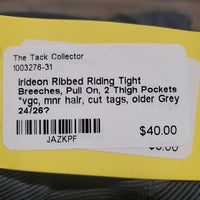 The Tack Collector
1003276-31
Irideon Ribbed Riding Tight
Breeches, Pull On, 2 Thigh Pockets
*vgc, mnr hair, cut tags, older Grey
24/26?
$40.00
JAZKPF